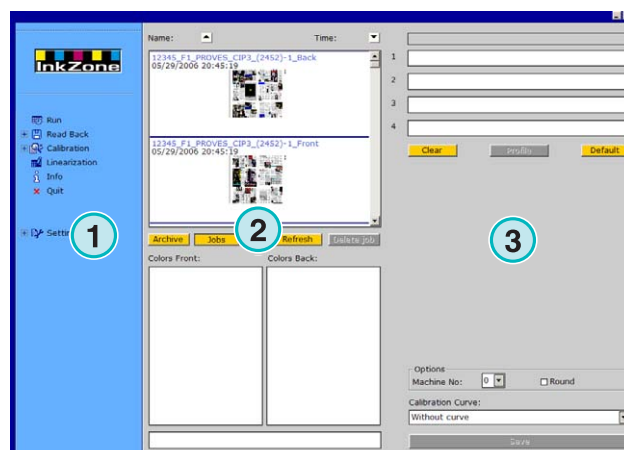 InkZone
Run
Read Back
Calibration
Linearization
Info
Quit
1
Name: Time:
12345_F1_PROVES_CIP3_(2452)-1_Back
05/29/2006 20:45:19
12345_F1_PROVES_CIP3_(2452)-1_Front
05/29/2006 20:45:19
Archive Jobs 2 Refresh Delete job
Colors Front: Colors Back:
1
2
3
4
Clear Profile Default
3
Options
Machine No: 0 Round
Calibration Curve:
Without curve
Save